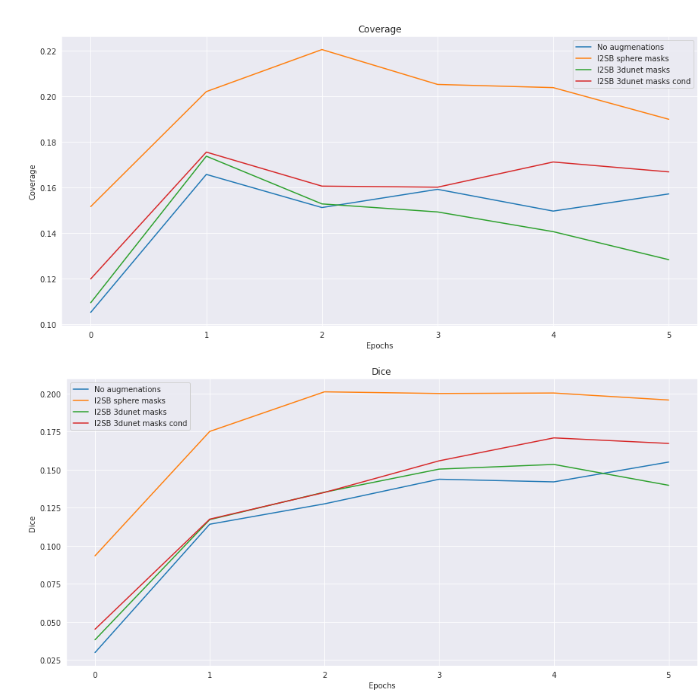 Coverage
No augmenations
I2SB sphere masks
I2SB 3dunet masks
I2SB 3dunet masks cond
Coverage
0.22
0.20
0.18
0.16
0.14
0.12
0.10
0 1 2 3 4 5
Epochs
Dice
No augmenations
I2SB sphere masks
I2SB 3dunet masks
I2SB 3dunet masks cond
Dice
0.200
0.175
0.150
0.125
0.100
0.075
0.050
0.025
0 1 2 3 4 5
Epochs